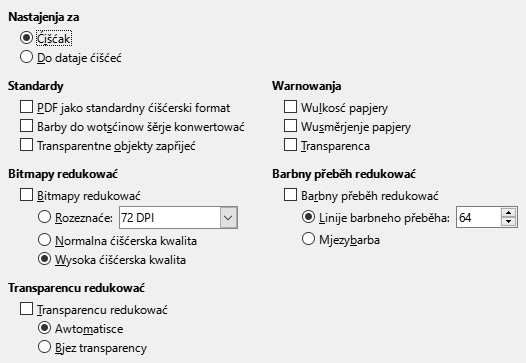 Nastajenja za
Ćišćak
Do dataje ćišćeć
Standardy
PDF jako standardny ćišćerski format
Barby do wotsćinow šěrje konwertować
Transparentne objekty zapřijeć
Warnowanja
Wulkosć papjery
Wusměrjenje papjery
Transparenca
Bitmapy redukować
Bitmapy redukować
Rozeznaće: 72 DPI
Normalna ćišćerska kwalita
Wysoka ćišćerska kwalita
Barbny přeběh redukować
Barbny přeběh redukować
Linije barbneho přeběha: 64
Mjezybarba
Transparencu redukować
Transparencu redukować
Awtomatisce
Bjez transparency